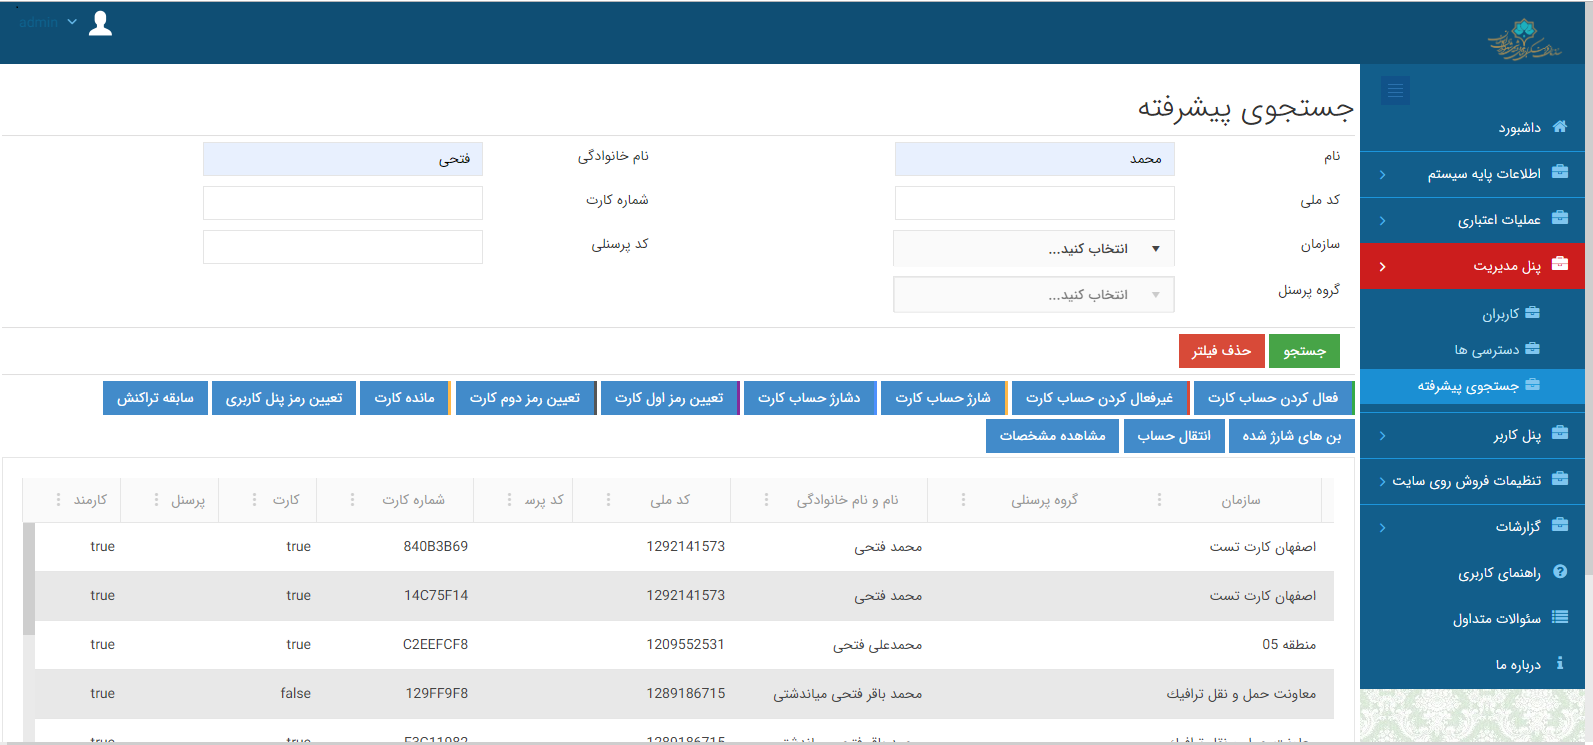 admin
داشبورد
اطلاعات پایه سیستم
عملیات اعتباری
پنل مدیریت
کاربران
دسترسی ها
جستجوی پیشرفته
پنل کاربر
تنظیمات فروش روی سایت
گزارشات
راهنمای کاربری
سئوالات متداول
درباره ما
جستجوی پیشرفته
نام محمد نام خانوادگی فتحی
کد ملی شماره کارت
سازمان انتخاب کنید... کد پرسنلی
گروه پرسنل انتخاب کنید...
جستجو حذف فیلتر
فعال کردن حساب کارت غیرفعال کردن حساب کارت شارژ حساب کارت دشارژ حساب کارت تعیین رمز اول کارت تعیین رمز دوم کارت مانده کارت تعیین رمز پنل کاربری سابقه تراکنش
بن های شارژ شده انتقال حساب مشاهده مشخصات
سازمان گروه پرسنلی نام و نام خانوادگی کد ملی کد پرس شماره کارت کارت پرسنل کارمند
اصفهان کارت تست محمد فتحی 1292141573 840B3B69 true true
اصفهان کارت تست محمد فتحی 1292141573 14C75F14 true true
منطقه 05 محمدعلی فتحی 1209552531 C2EEFCF8 true true
معاونت حمل و نقل ترافیك محمد باقر فتحی میاندشتی 1289186715 129FF9F8 false true